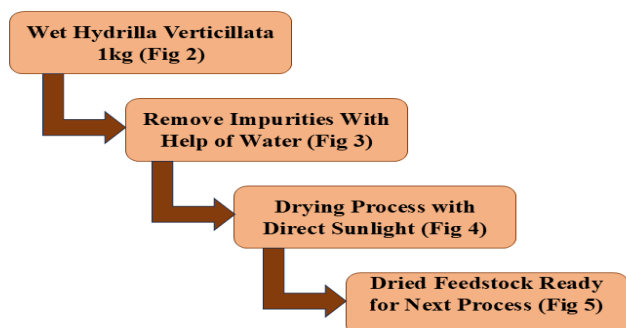 Wet Hydrilla Verticillata
1kg (Fig 2)
Remove Impurities With
Help of Water (Fig 3)
Drying Process with
Direct Sunlight (Fig 4)
Dried Feedstock Ready
for Next Process (Fig 5)